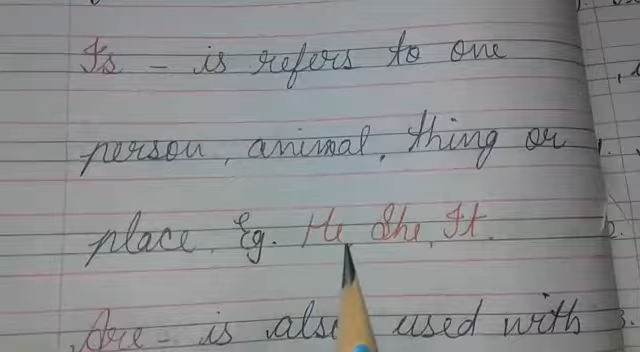 Is - is refers to one
person, animal, thing or
place. Eg. He, She, It.
Are - is also used with